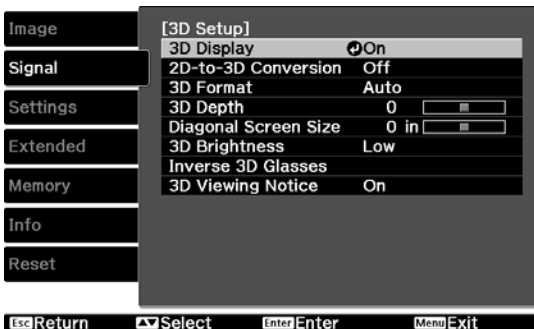 Image
Signal
Settings
Extended
Memory
Info
Reset
[3D Setup]
3D Display On
2D-to-3D Conversion Off
3D Format Auto
3D Depth 0
Diagonal Screen Size 0 in
3D Brightness Low
Inverse 3D Glasses
3D Viewing Notice On
Esc Return Select Enter Enter Menu Exit